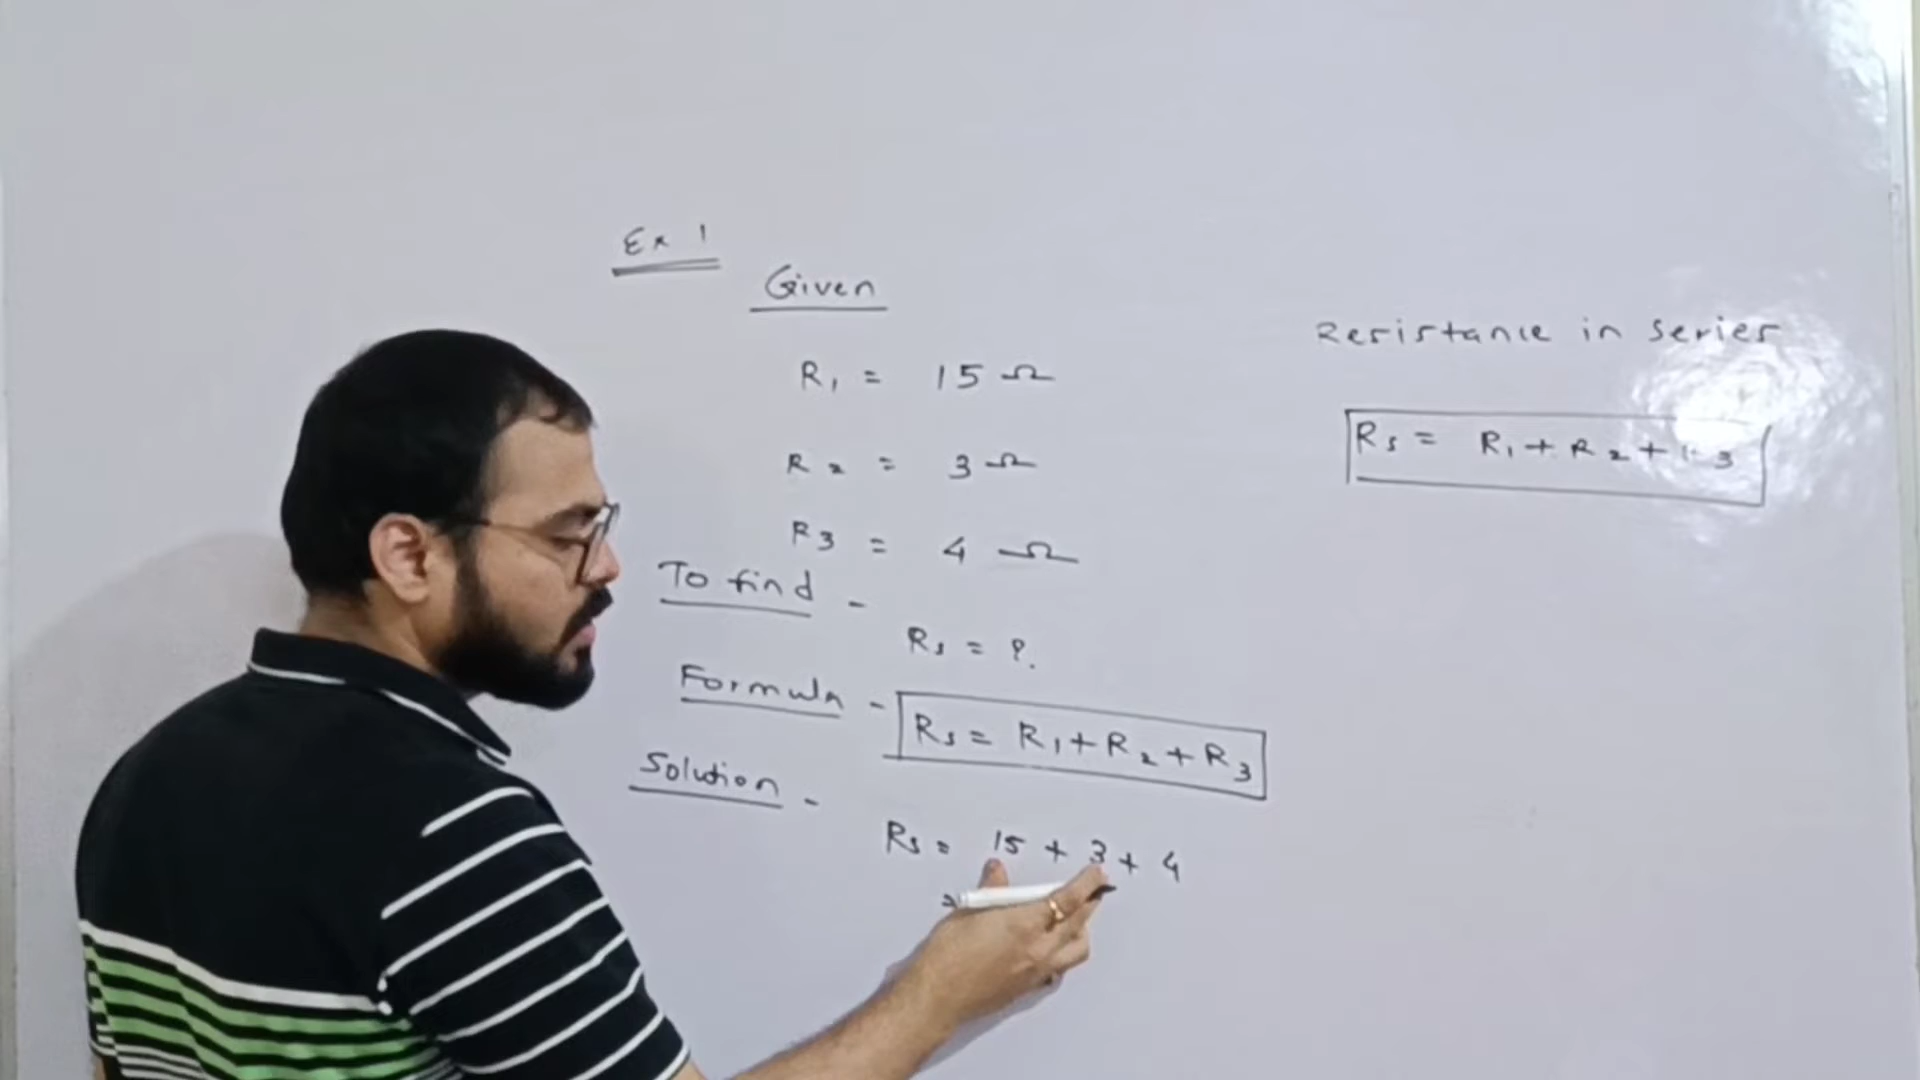 Ex 1
Given
R1 = 15 Ω
R2 = 3 Ω
R3 = 4 Ω
To find -
Rs = ?.
Formula - Rs = R1 + R2 + R3
Solution -
Rs = 15 + 3 + 4
=
Resistance in series
Rs = R1 + R2 + R3